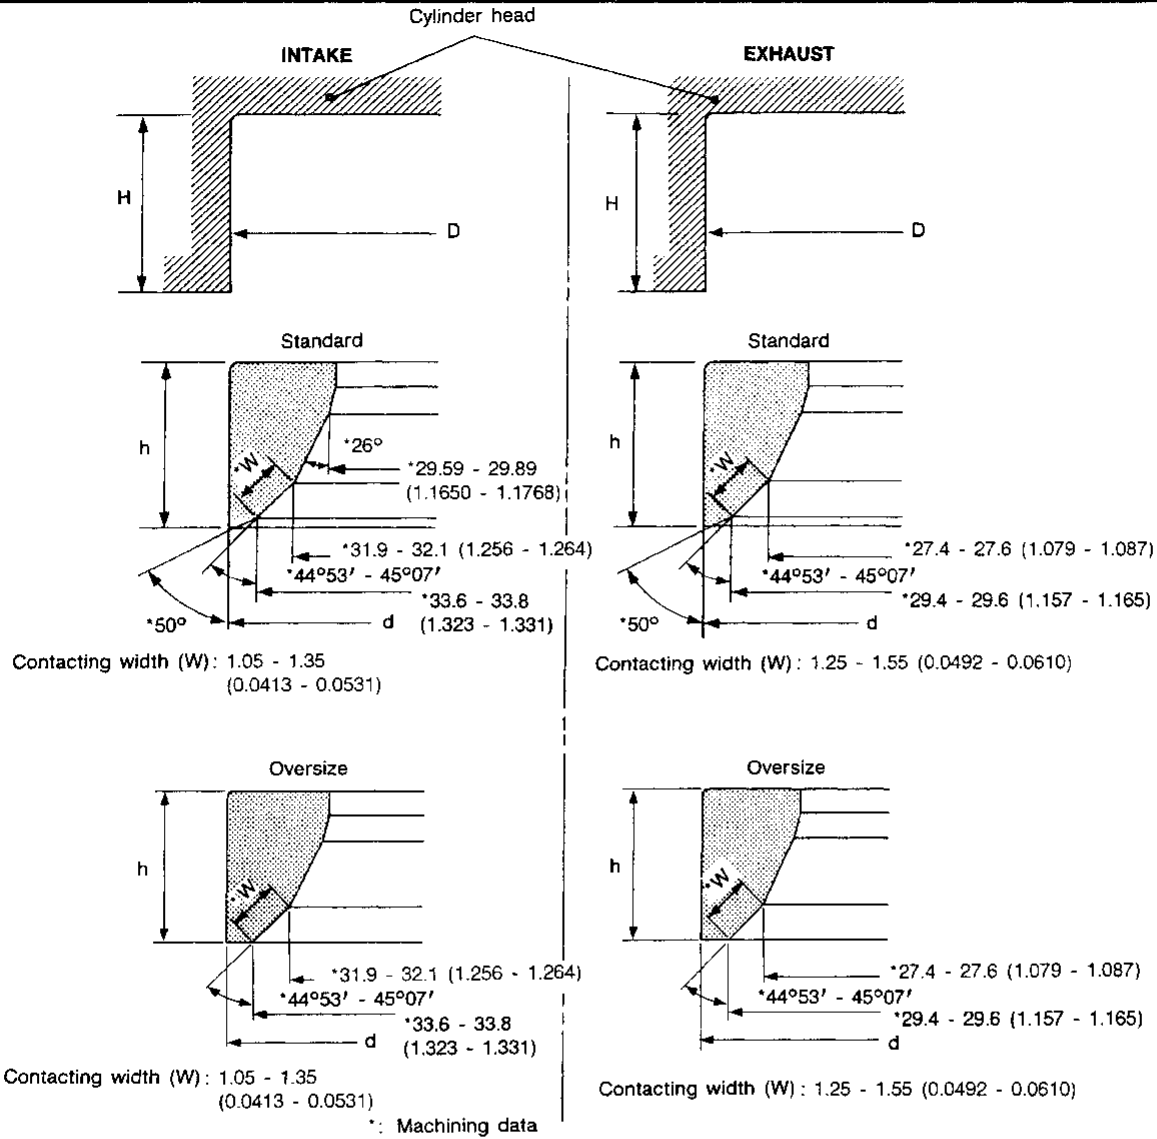 Cylinder head
INTAKE
EXHAUST
H
D
H
D
Standard
h
*W
*26°
*29.59 - 29.89
(1.1650 - 1.1768)
*31.9 - 32.1 (1.256 - 1.264)
*44°53′ - 45°07′
*33.6 - 33.8
(1.323 - 1.331)
*50°
d
Contacting width (W): 1.05 - 1.35
(0.0413 - 0.0531)
Standard
h
*W
*27.4 - 27.6 (1.079 - 1.087)
*44°53′ - 45°07′
*29.4 - 29.6 (1.157 - 1.165)
*50°
d
Contacting width (W): 1.25 - 1.55 (0.0492 - 0.0610)
Oversize
h
*W
*31.9 - 32.1 (1.256 - 1.264)
*44°53′ - 45°07′
*33.6 - 33.8
(1.323 - 1.331)
d
Contacting width (W): 1.05 - 1.35
(0.0413 - 0.0531)
Oversize
h
*W
*27.4 - 27.6 (1.079 - 1.087)
*44°53′ - 45°07′
*29.4 - 29.6 (1.157 - 1.165)
d
Contacting width (W): 1.25 - 1.55 (0.0492 - 0.0610)
*: Machining data